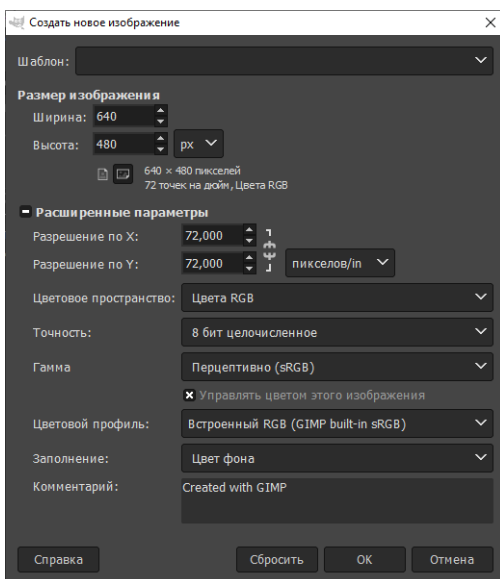 Создать новое изображение
Шаблон:
Размер изображения
Ширина: 640
Высота: 480 px
640 × 480 пикселей
72 точек на дюйм, Цвета RGB
Расширенные параметры
Разрешение по X: 72,000
Разрешение по Y: 72,000 пикселов/in
Цветовое пространство: Цвета RGB
Точность: 8 бит целочисленное
Гамма Перцептивно (sRGB)
Управлять цветом этого изображения
Цветовой профиль: Встроенный RGB (GIMP built-in sRGB)
Заполнение: Цвет фона
Комментарий: Created with GIMP
Справка Сбросить OK Отмена